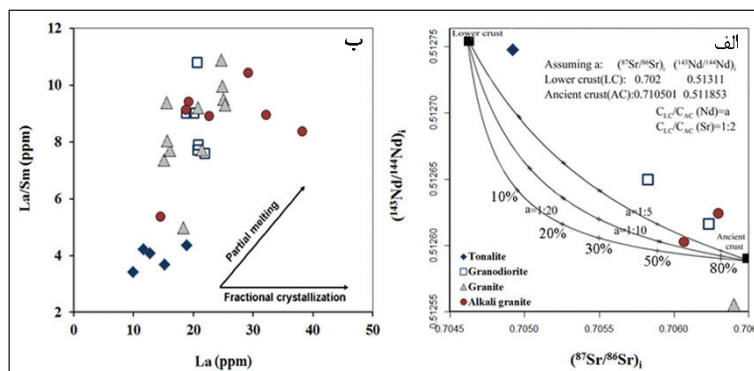 ب
La/Sm (ppm)
12
10
8
6
4
2
Partial melting
Fractional crystallization
0
10
20
30
40
50
La (ppm)
الف
Lower crust
Assuming a: (87Sr/86Sr)i (143Nd/144Nd)i
Lower crust(LC): 0.702 0.51311
Ancient crust(AC):0.710501 0.511853
CLC/CAC (Nd)=a
CLC/CAC (Sr)=1:2
(143Nd/144Nd)i
0.51275
0.51270
0.51265
0.51260
0.51255
10%
20%
30%
50%
80%
a=1:20
a=1:10
a=1:5
Ancient
crust
Tonalite
Granodiorite
Granite
Alkali granite
0.7045
0.7050
0.7055
0.7060
0.706
(87Sr/86Sr)i